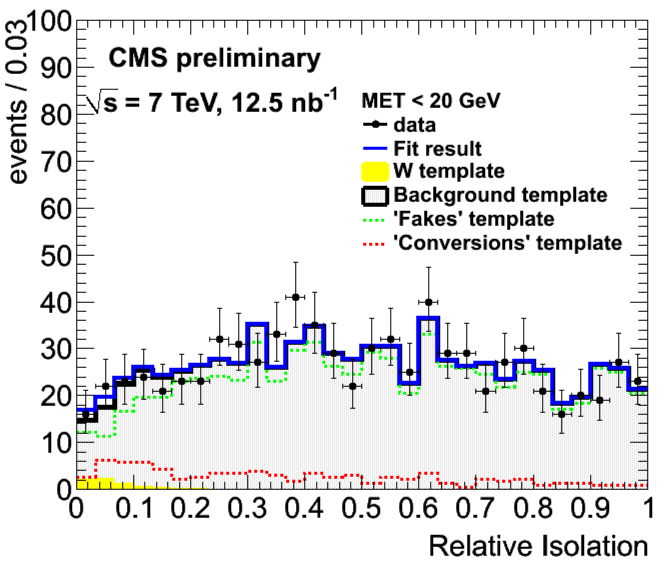 events / 0.03
100
90
80
70
60
50
40
30
20
10
0
CMS preliminary
√s = 7 TeV, 12.5 nb⁻¹
MET < 20 GeV
data
Fit result
W template
Background template
'Fakes' template
'Conversions' template
0 0.1 0.2 0.3 0.4 0.5 0.6 0.7 0.8 0.9 1
Relative Isolation